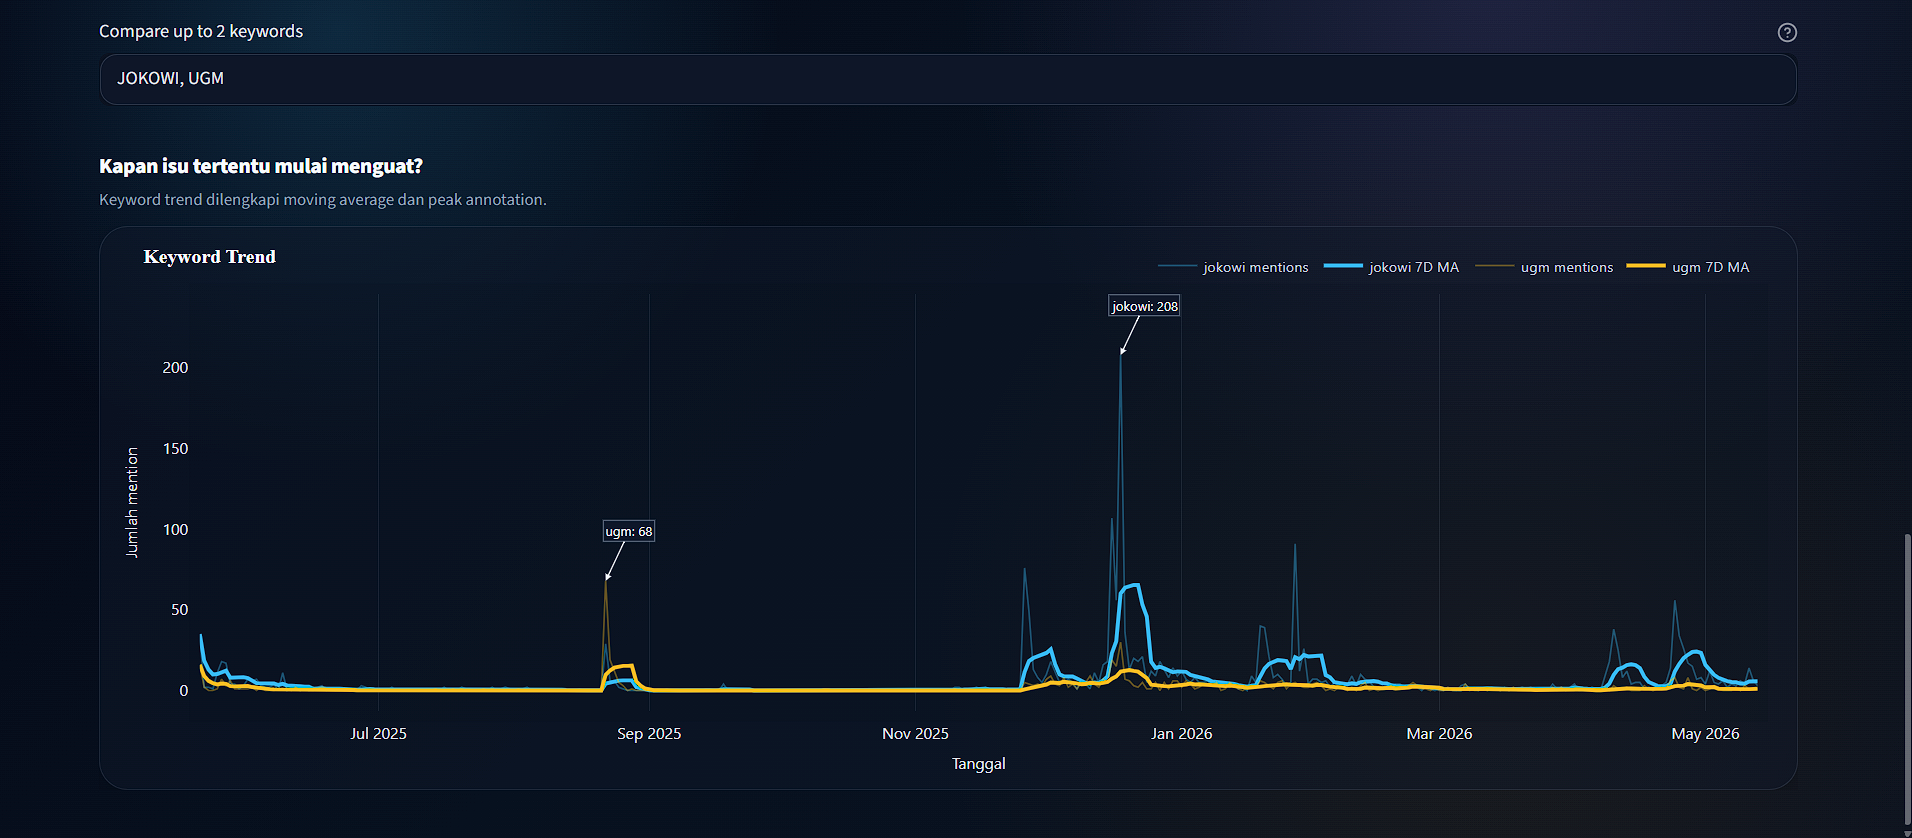 Compare up to 2 keywords
?
JOKOWI, UGM
Kapan isu tertentu mulai menguat?
Keyword trend dilengkapi moving average dan peak annotation.
Keyword Trend
jokowi mentions
jokowi 7D MA
ugm mentions
ugm 7D MA
jokowi: 208
ugm: 68
Jumlah mention
200
150
100
50
0
Jul 2025
Sep 2025
Nov 2025
Jan 2026
Mar 2026
May 2026
Tanggal